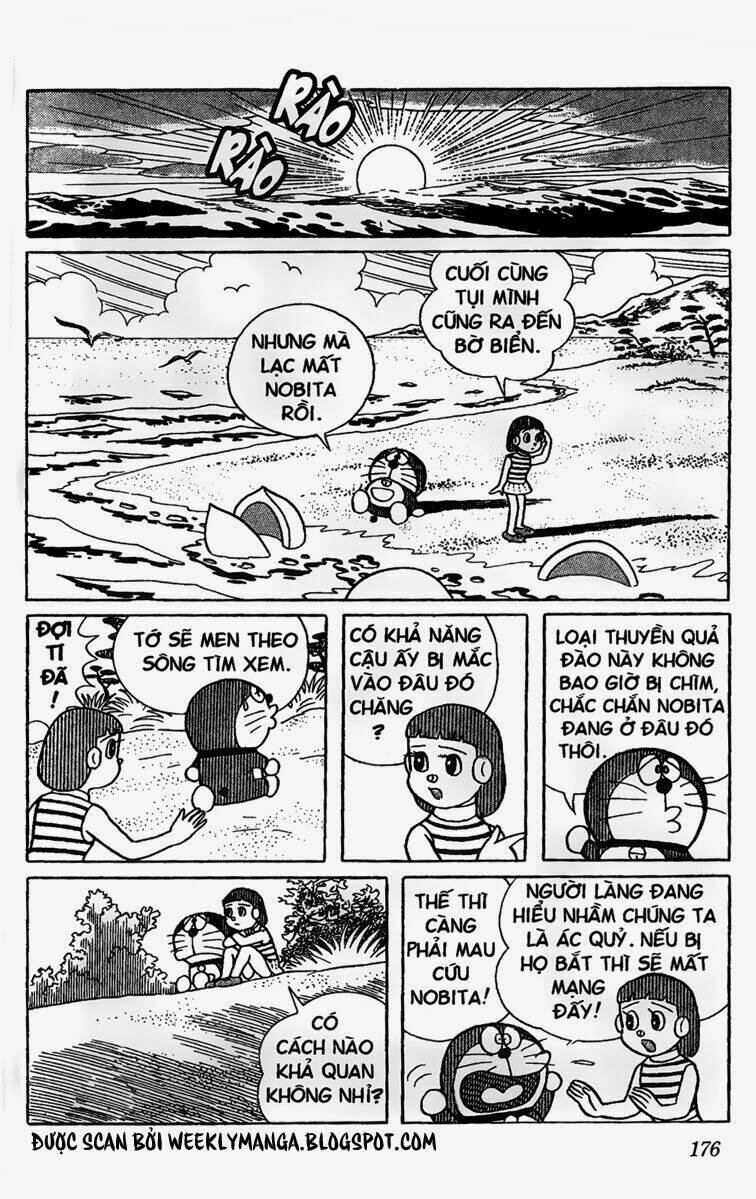 RÀO
RÀO
CUỐI CÙNG
TỤI MÌNH
CŨNG RA ĐẾN
BỜ BIỂN.
NHƯNG MÀ
LẠC MẤT
NOBITA
RỒI.
LOẠI THUYỀN QUẢ
ĐÀO NÀY KHÔNG
BAO GIỜ BỊ CHÌM,
CHẮC CHẮN NOBITA
ĐANG Ở ĐÂU ĐÓ
THÔI.
CÓ KHẢ NĂNG
CẬU ẤY BỊ MẮC
VÀO ĐÂU ĐÓ
CHĂNG
?
TỚ SẼ MEN THEO
SÔNG TÌM XEM.
ĐỢI
TÍ
ĐÃ
!
NGƯỜI LÀNG ĐANG
HIỂU NHẦM CHÚNG TA
LÀ ÁC QUỶ. NẾU BỊ
HỌ BẮT THÌ SẼ MẤT
MẠNG
ĐẤY!
THẾ THÌ
CÀNG
PHẢI MAU
CỨU
NOBITA!
CÓ
CÁCH NÀO
KHẢ QUAN
KHÔNG NHỈ?
ĐƯỢC SCAN BỞI WEEKLYMANGA.BLOGSPOT.COM
176